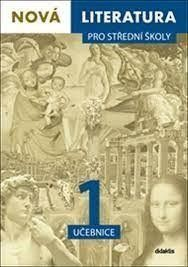 NOVÁ LITERATURA
PRO STŘEDNÍ ŠKOLY
1
UČEBNICE
didaktis